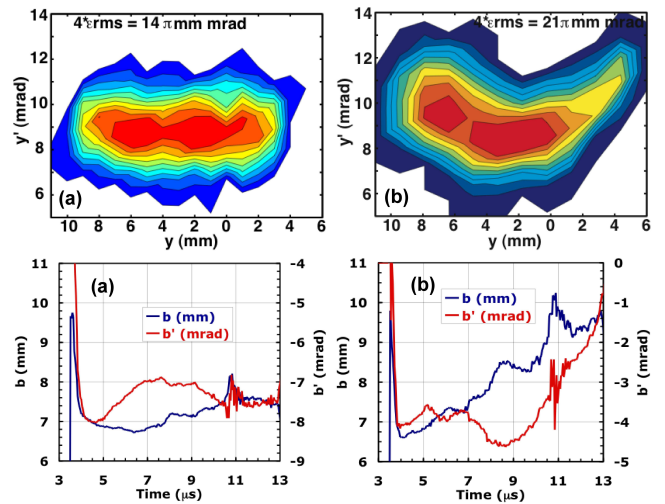 4*εrms = 14 π mm mrad
14
12
10
8
6
y' (mrad)
(a)
10 8 6 4 2 0 2 4 6
y (mm)
4*εrms = 21π mm mrad
14
12
10
8
6
y' (mrad)
(b)
10 8 6 4 2 0 2 4 6
y (mm)
11
10
9
8
7
6
b (mm)
(a)
b (mm)
b' (mrad)
-4
-5
-6
-7
-8
-9
b' (mrad)
3 5 7 9 11 13
Time (μs)
11
10
9
8
7
6
b (mm)
(b)
b (mm)
b' (mrad)
0
-1
-2
-3
-4
-5
b' (mrad)
3 5 7 9 11 13
Time (μs)